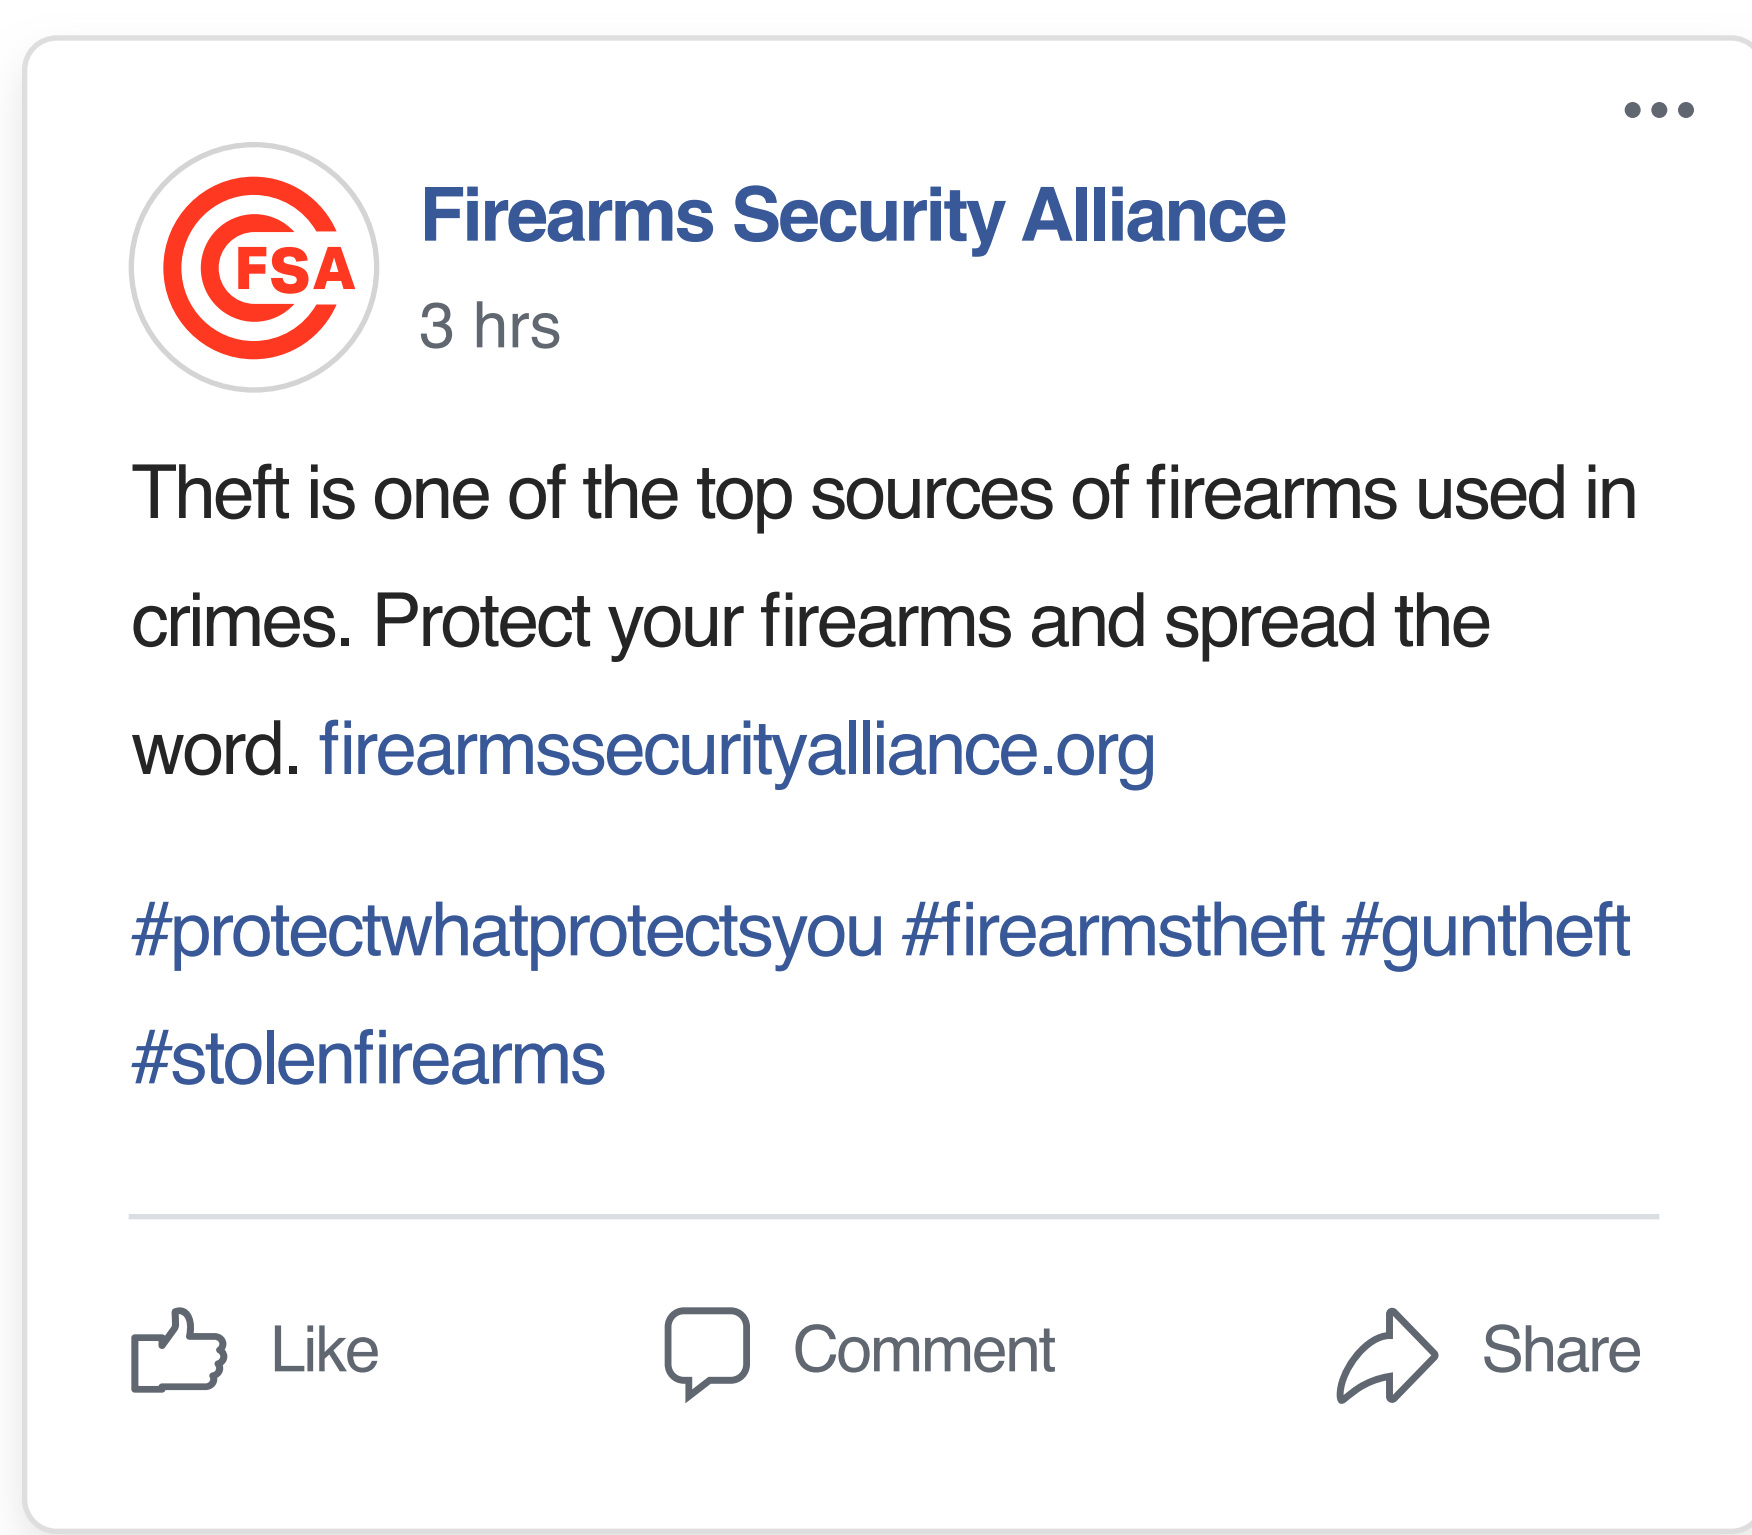 FSA
Firearms Security Alliance
3 hrs
Theft is one of the top sources of firearms used in
crimes. Protect your firearms and spread the
word. firearmssecurityalliance.org
#protectwhatprotectsyou #firearmstheft #guntheft
#stolenfirearms
Like Comment Share